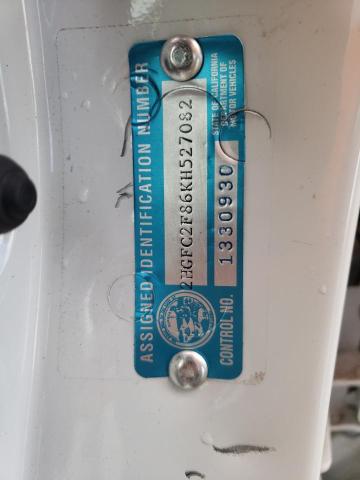 ASSIGNED IDENTIFICATION NUMBER
2HGFC2F86KH527082
STATE OF CALIFORNIA
DEPARTMENT OF
MOTOR VEHICLES
CONTROL NO.
1330930